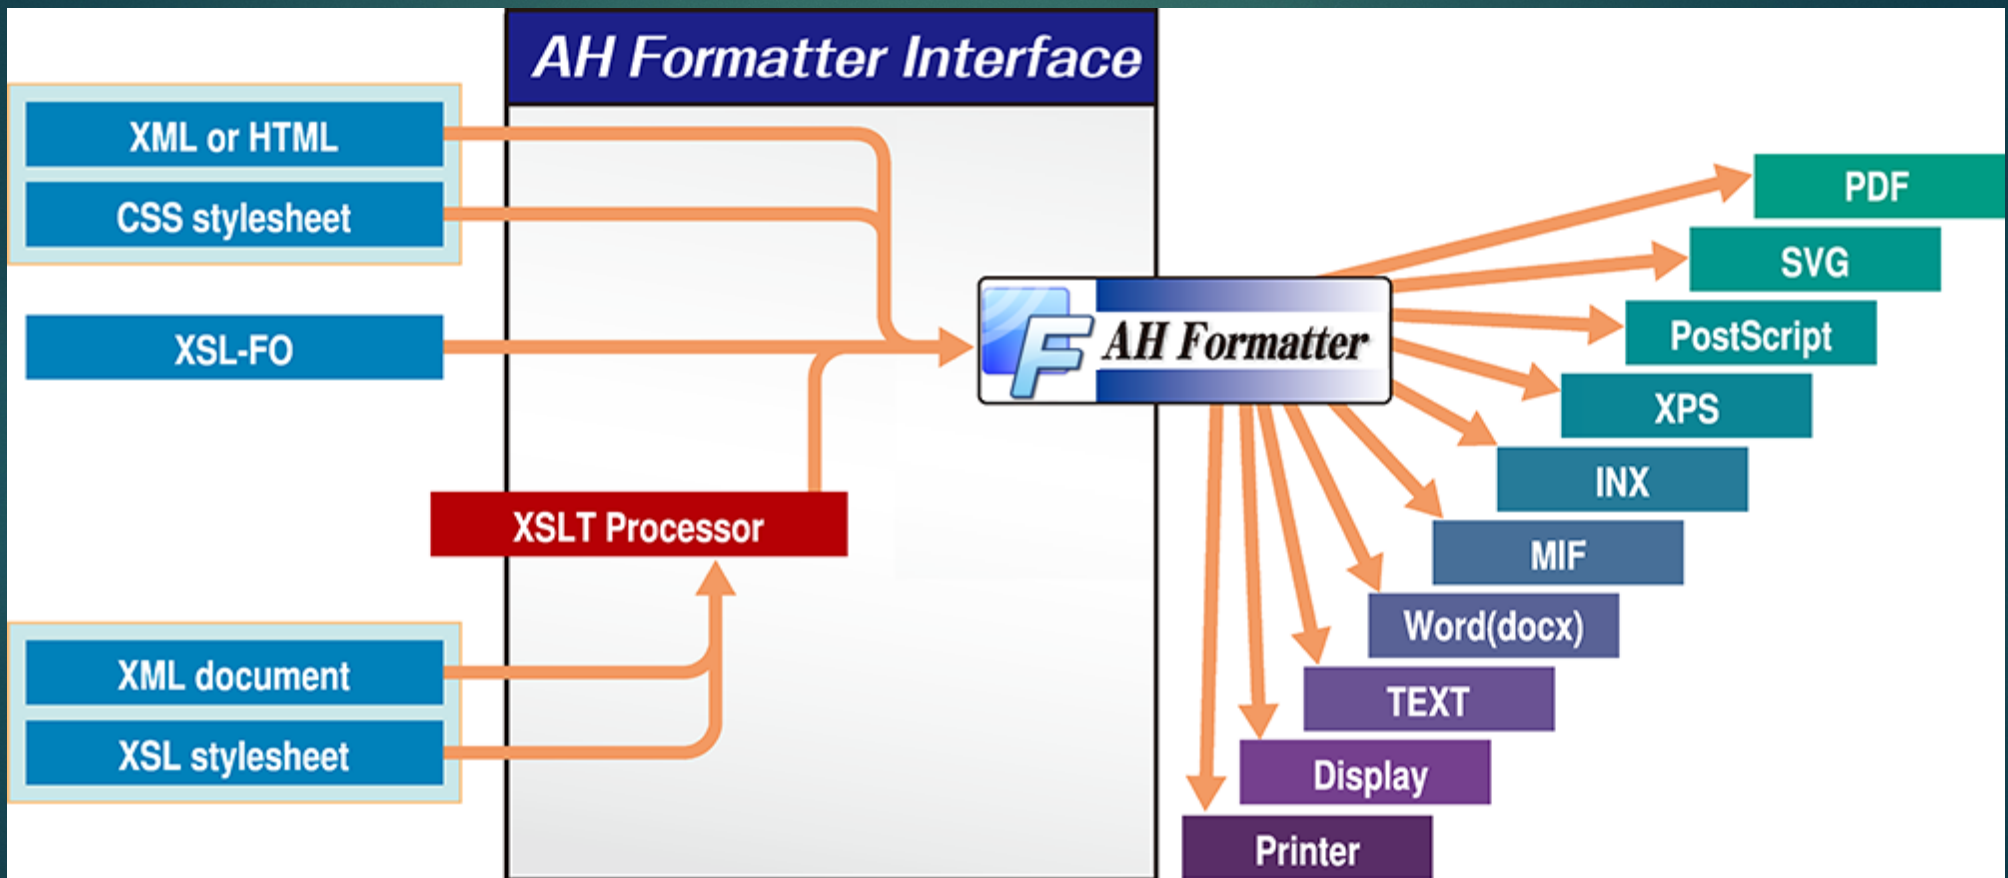 AH Formatter Interface
XML or HTML
CSS stylesheet
XSL-FO
XSLT Processor
XML document
XSL stylesheet
F AH Formatter
PDF
SVG
PostScript
XPS
INX
MIF
Word(docx)
TEXT
Display
Printer